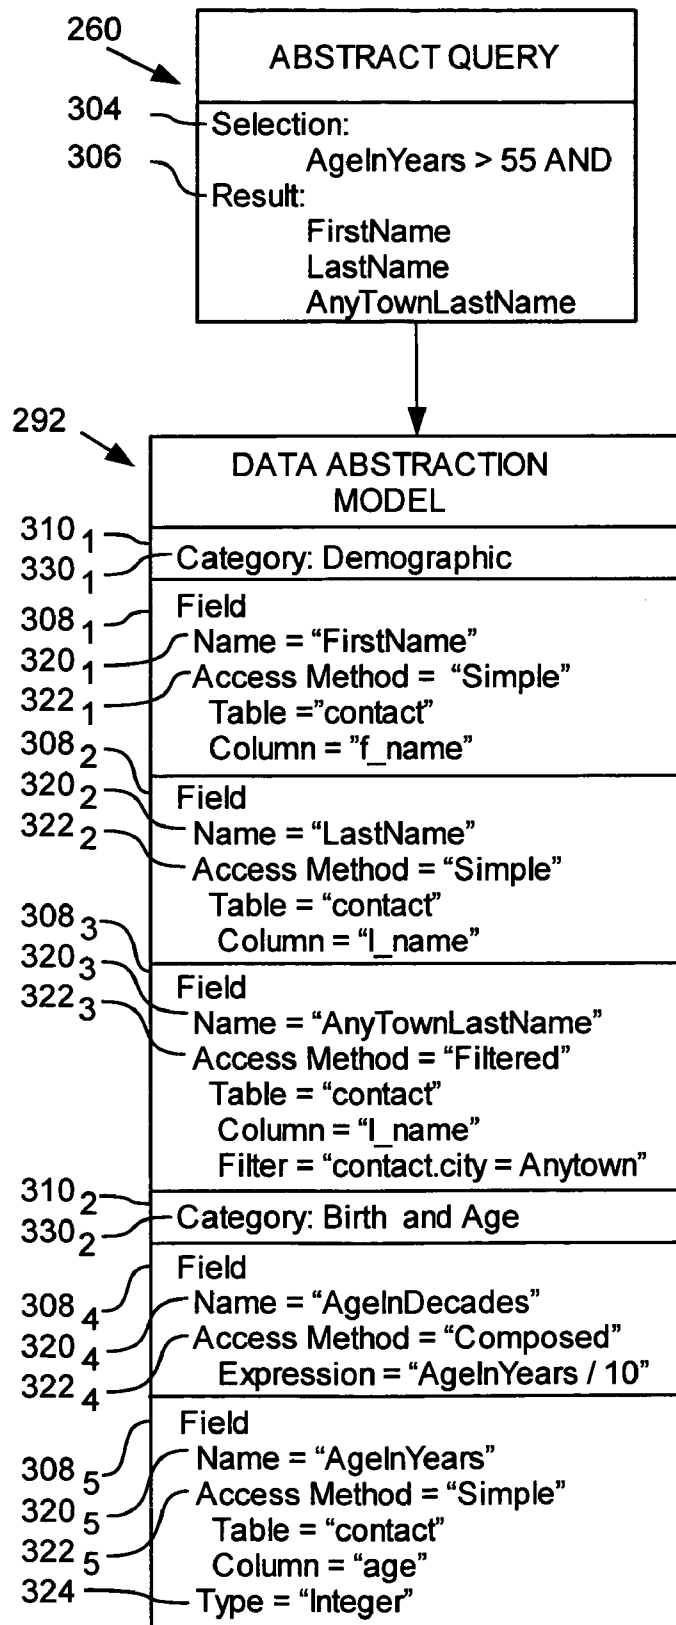 260
ABSTRACT QUERY
304
Selection:
306
AgeInYears > 55 AND
Result:
FirstName
LastName
AnyTownLastName
292
DATA ABSTRACTION
MODEL
310 1
330 1
Category: Demographic
308 1
Field
320 1
Name = “FirstName”
322 1
Access Method = “Simple”
Table =”contact”
308 2
Column = ”f_name”
320 2
Field
322 2
Name = “LastName”
Access Method = “Simple”
Table = “contact”
308 3
Column = “l_name”
320 3
Field
322 3
Name = “AnyTownLastName”
Access Method = “Filtered”
Table = “contact”
Column = “l_name”
Filter = “contact.city = Anytown”
310 2
330 2
Category: Birth and Age
Field
308 4
Name = “AgeInDecades”
320 4
Access Method = “Composed”
322 4
Expression = “AgeInYears / 10”
Field
308 5
Name = “AgeInYears”
320 5
Access Method = “Simple”
Table = “contact”
322 5
Column = “age”
324
Type = “Integer”